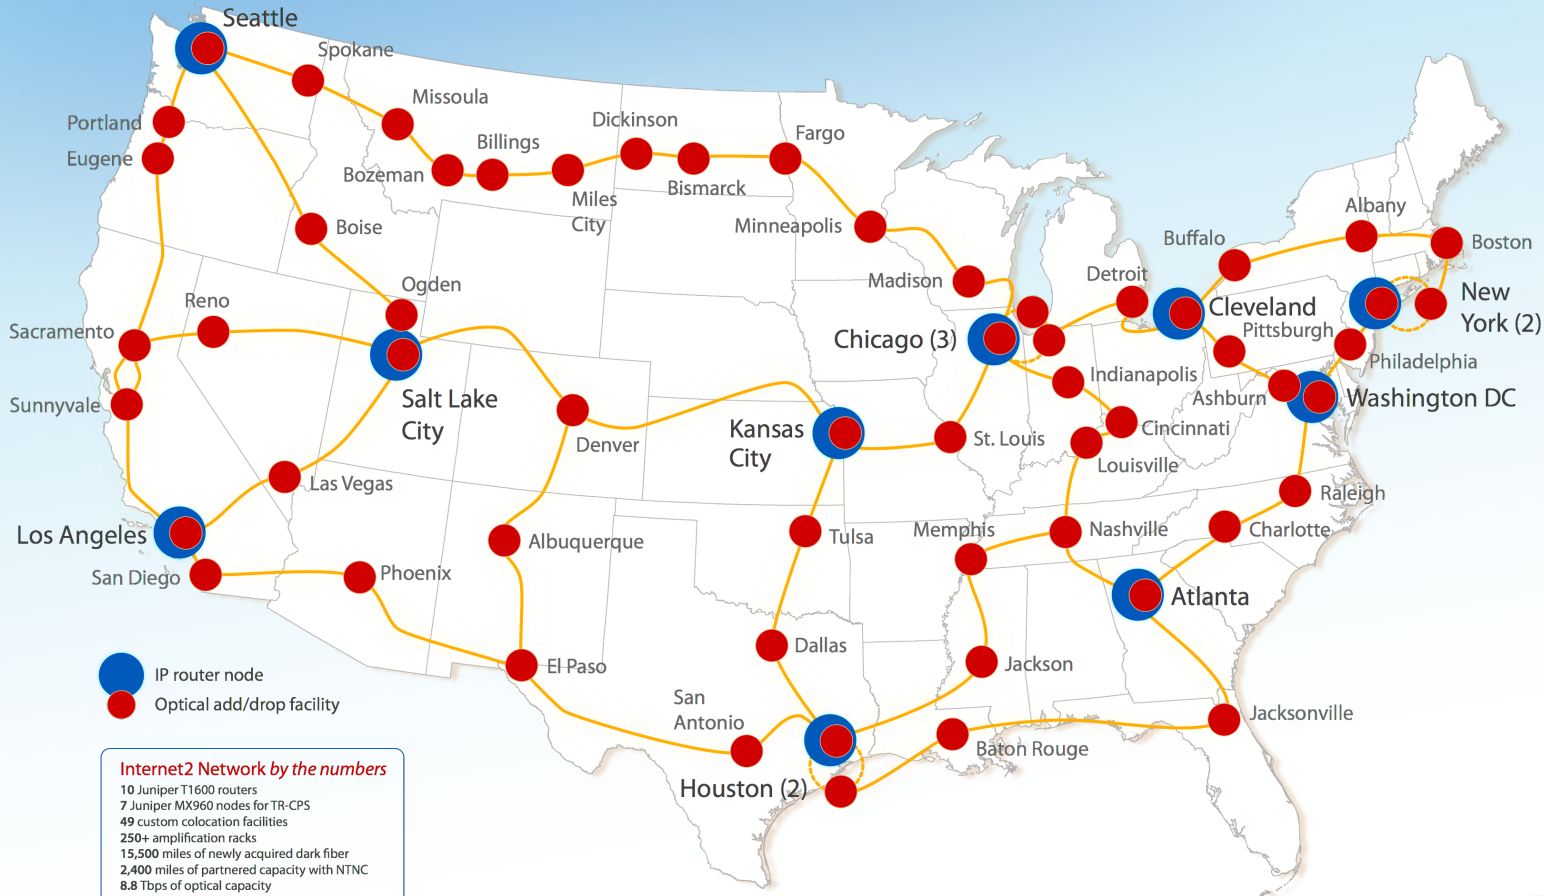 Seattle
Spokane
Missoula
Portland
Eugene
Bozeman
Billings
Miles
City
Dickinson
Bismarck
Fargo
Minneapolis
Madison
Boise
Ogden
Reno
Sacramento
Sunnyvale
Salt Lake
City
Las Vegas
Los Angeles
San Diego
Phoenix
Albuquerque
El Paso
Denver
Kansas
City
Tulsa
Dallas
San
Antonio
Houston (2)
Baton Rouge
Jackson
Memphis
Nashville
Louisville
Cincinnati
Indianapolis
St. Louis
Chicago (3)
Detroit
Cleveland
Buffalo
Albany
Boston
New
York (2)
Pittsburgh
Philadelphia
Ashburn
Washington DC
Raleigh
Charlotte
Atlanta
Jacksonville
IP router node
Optical add/drop facility
Internet2 Network by the numbers
10 Juniper T1600 routers
7 Juniper MX960 nodes for TR-CPS
49 custom colocation facilities
250+ amplification racks
15,500 miles of newly acquired dark fiber
2,400 miles of partnered capacity with NTNC
8.8 Tbps of optical capacity